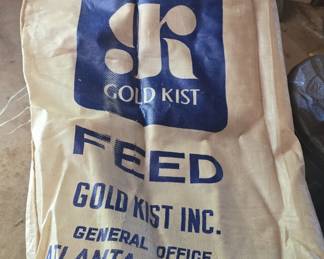 GOLD KIST
FEED
GOLD KIST INC.
GENERAL OFFICE
ATLANTA